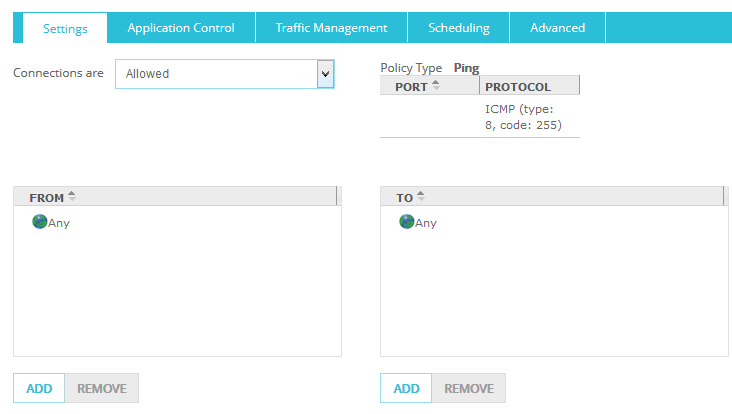 Settings Application Control Traffic Management Scheduling Advanced
Connections are Allowed
Policy Type Ping
PORT PROTOCOL
ICMP (type:
8, code: 255)
FROM
Any
TO
Any
ADD REMOVE
ADD REMOVE